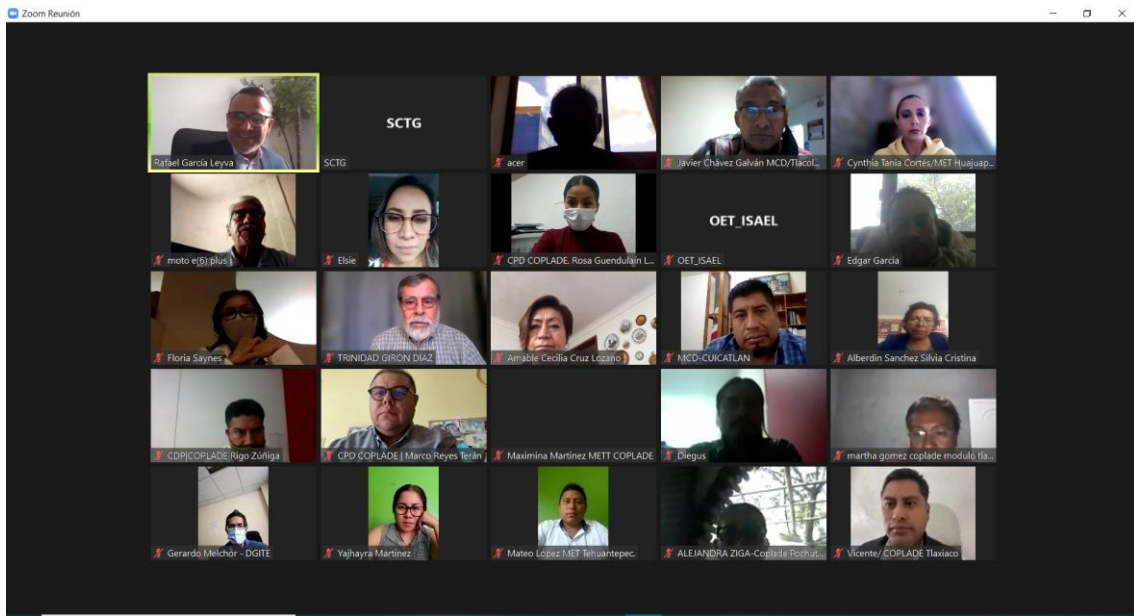 Zoom Reunión
Rafael García Leyva
SCTG
SCTG
acer
Javier Chávez Galván MCD/Tlacol...
Cynthia Tania Cortés/MET Huajuap...
moto e(6) plus
Elsie
CPD COPLADE. Rosa Guendulain L...
OET_ISAEL
OET_ISAEL
Edgar García
Floria Saynes
TRINIDAD GIRON DÍAZ
Amable Cecilia Cruz Lozano
MCD-CUICATLAN
Alberdin Sanchez Silvia Cristina
CDP|COPLADE Rigo Zúñiga
CPD COPLADE | Marco Reyes Terán
Maximina Martinez METT COPLADE
Diegus
martha gomez coplade modulo tla...
Gerardo Melchor - DGITE
Yajhayra Martinez
Mateo López MET Tehuantepec.
ALEJANDRA ZIGA-Coplade Pochut...
Vicente/ COPLADE Tlaxiaco